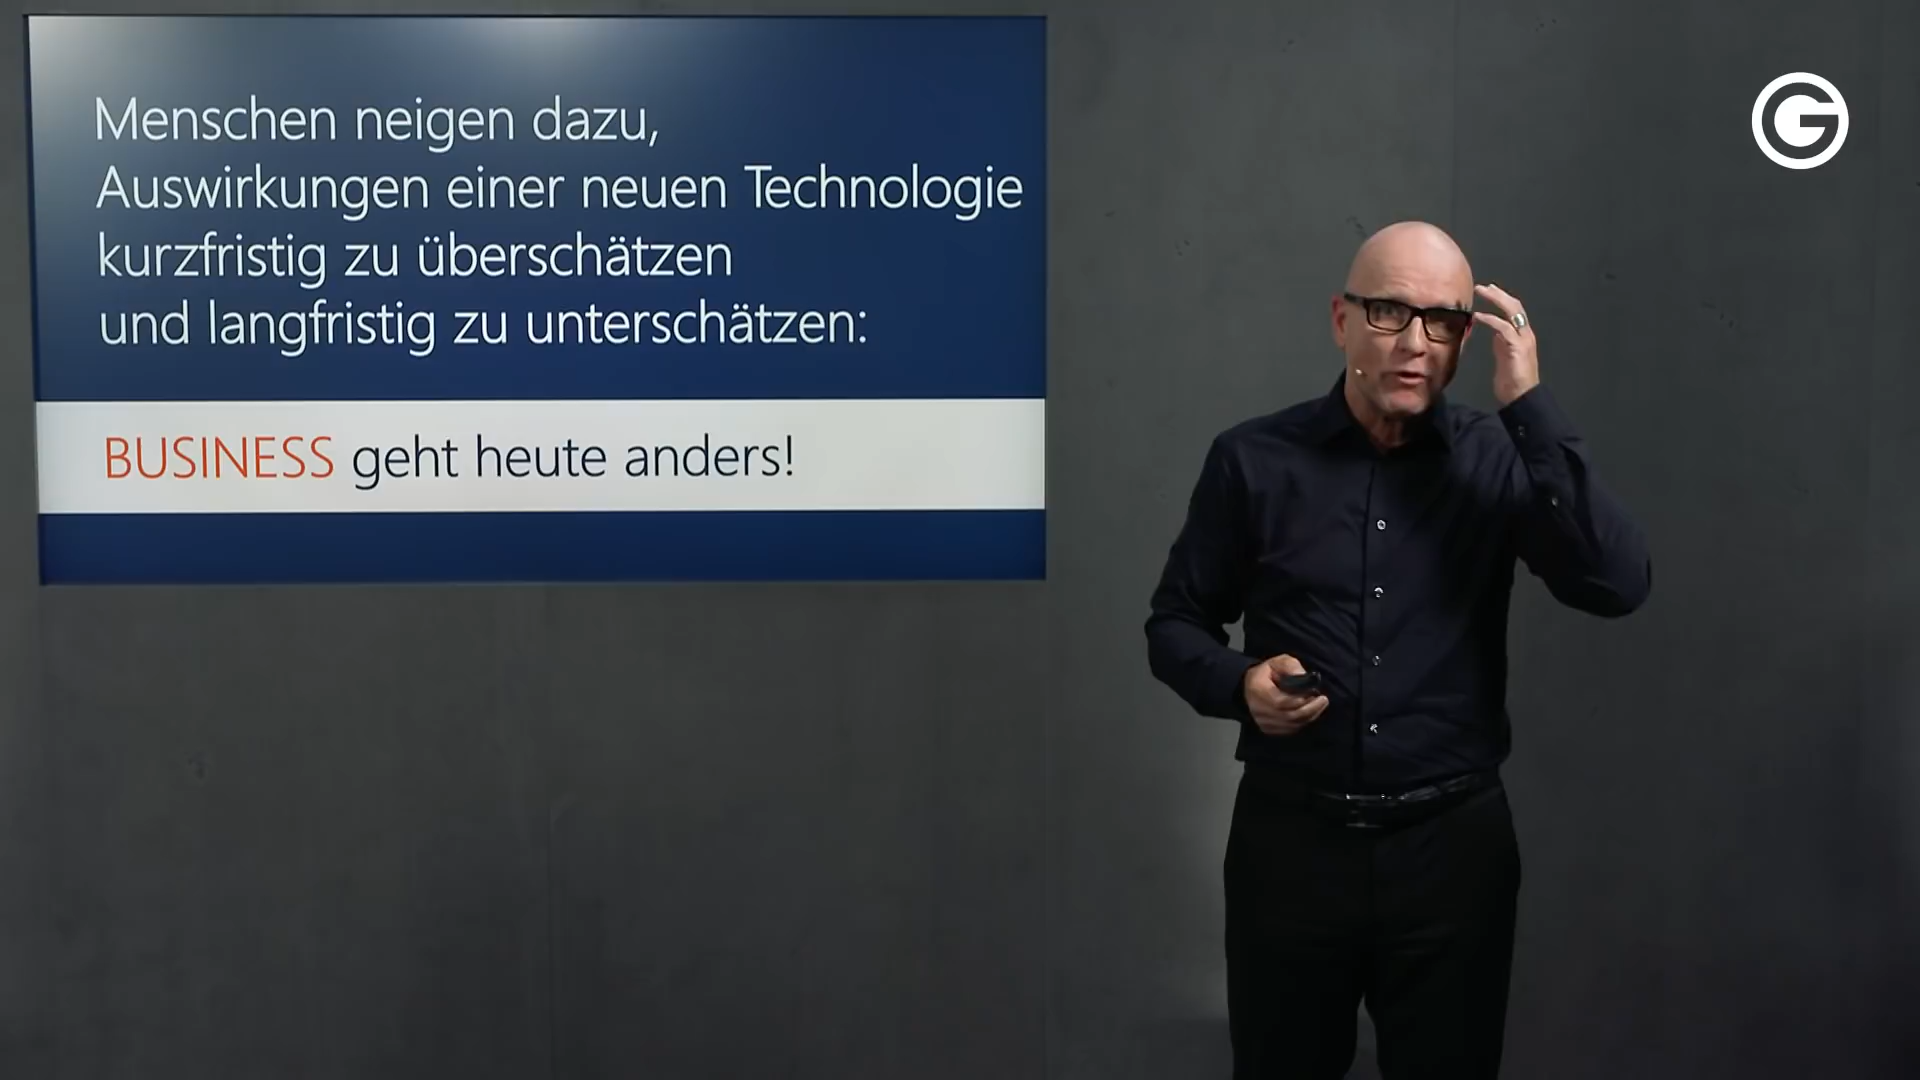 Menschen neigen dazu,
Auswirkungen einer neuen Technologie
kurzfristig zu überschätzen
und langfristig zu unterschätzen:
BUSINESS geht heute anders!
G